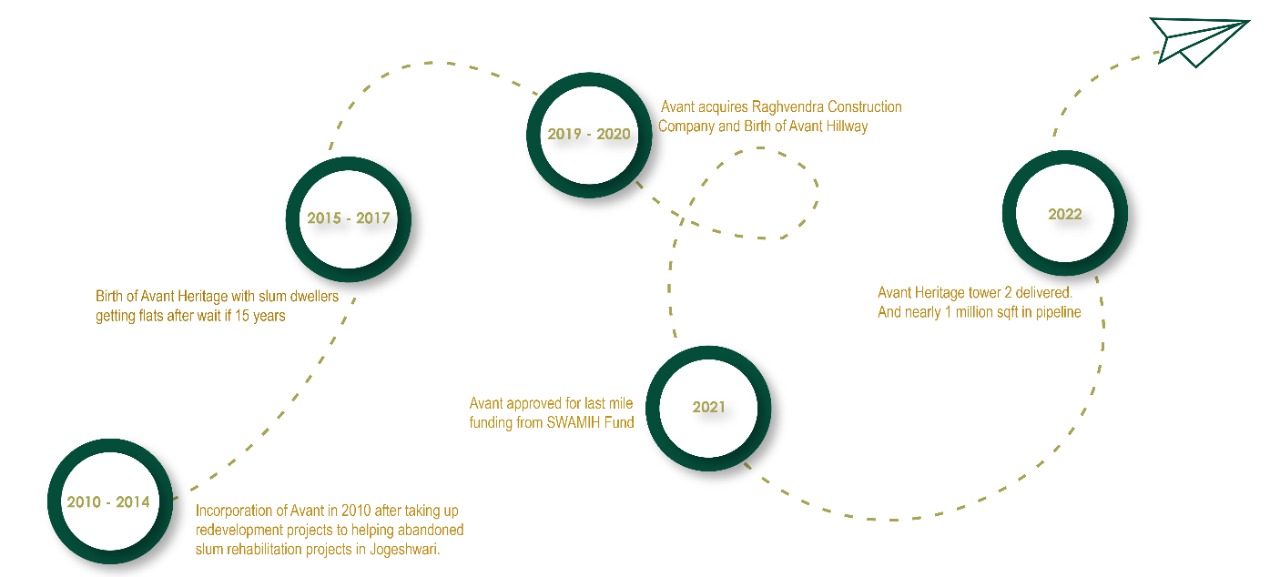 2010 - 2014
Incorporation of Avant in 2010 after taking up
redevelopment projects to helping abandoned
slum rehabilitation projects in Jogeshwari.
2015 - 2017
Birth of Avant Heritage with slum dwellers
getting flats after wait if 15 years
2019 - 2020
Avant acquires Raghvendra Construction
Company and Birth of Avant Hillway
2021
Avant approved for last mile
funding from SWAMIH Fund
2022
Avant Heritage tower 2 delivered.
And nearly 1 million sqft in pipeline